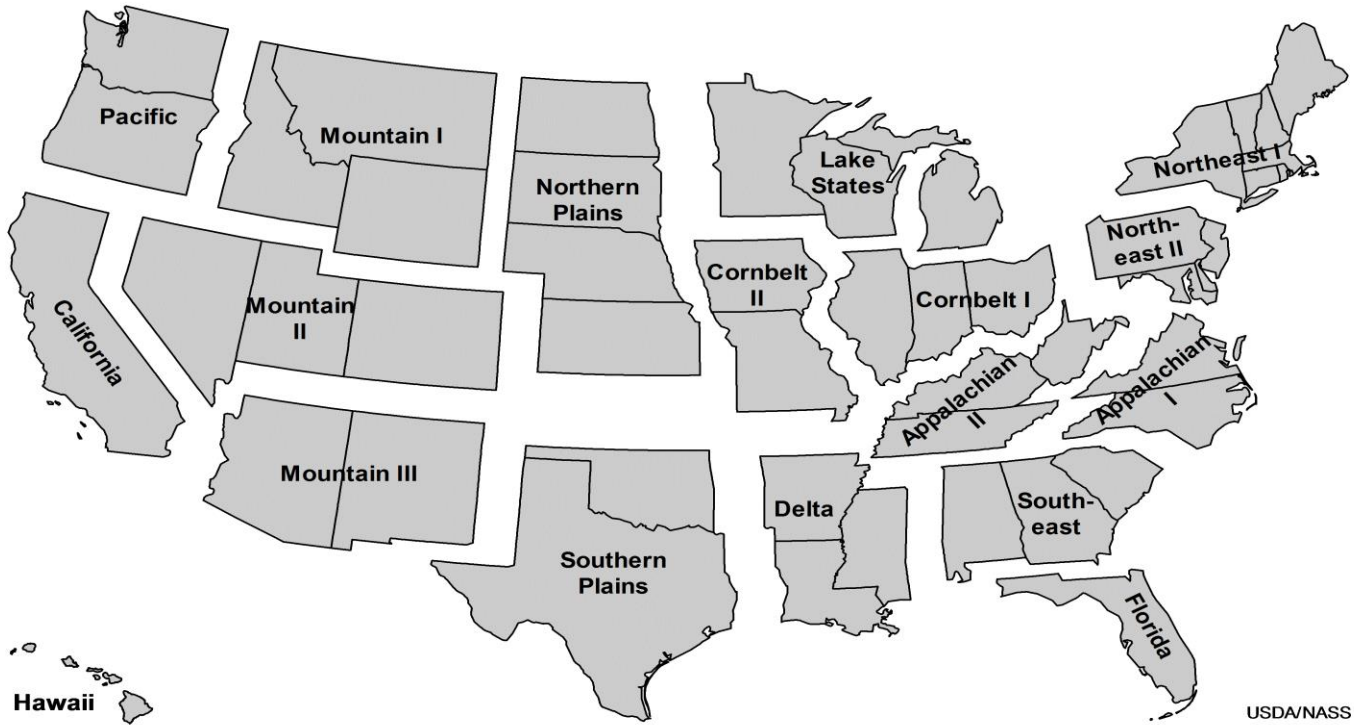 Pacific
Mountain I
Northern
Plains
Lake
States
Northeast I
North-
east II
Cornbelt
II
Cornbelt I
Mountain
II
California
Appalachian
II
Appalachian
I
Mountain III
Delta
South-
east
Southern
Plains
Florida
Hawaii
USDA/NASS